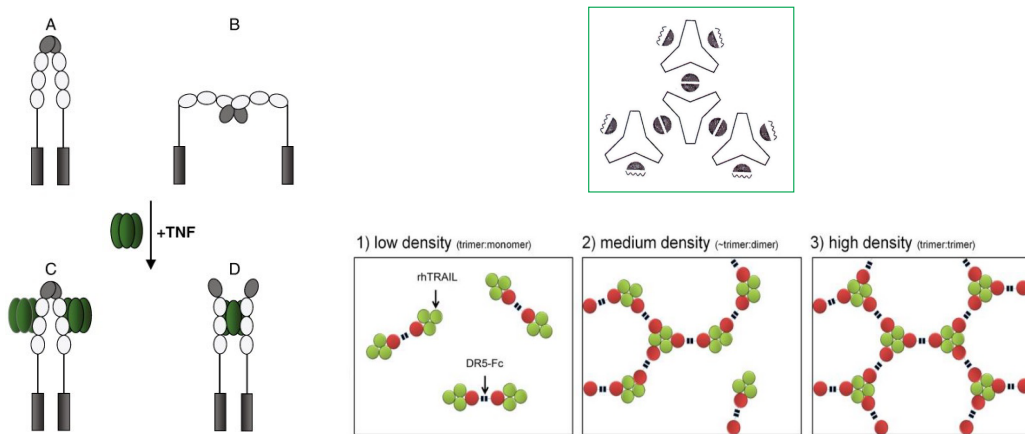 A
B
+TNF
C
D
1) low density (trimer:monomer)
rhTRAIL
DR5-Fc
2) medium density (~trimer:dimer)
3) high density (trimer:trimer)